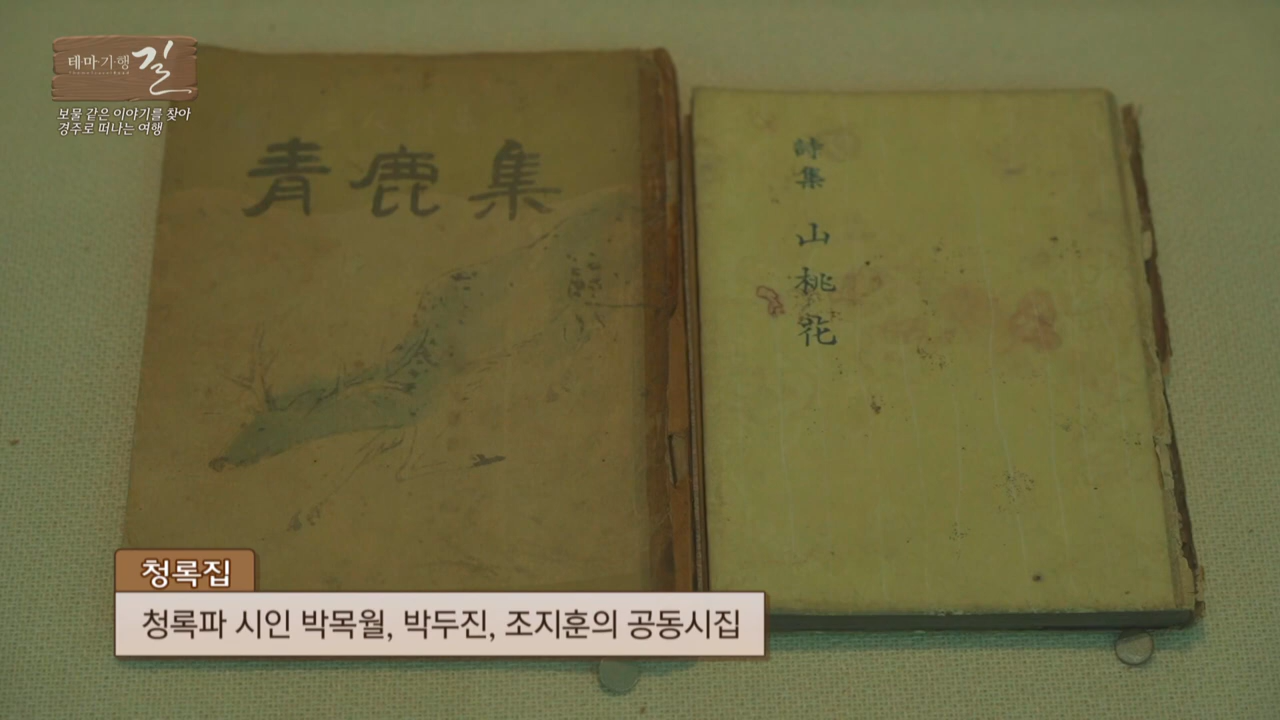 테마기행
길
보물 같은 이야기를 찾아
경주로 떠나는 여행
青鹿集
詩集 山桃花
청록집
청록파 시인 박목월, 박두진, 조지훈의 공동시집